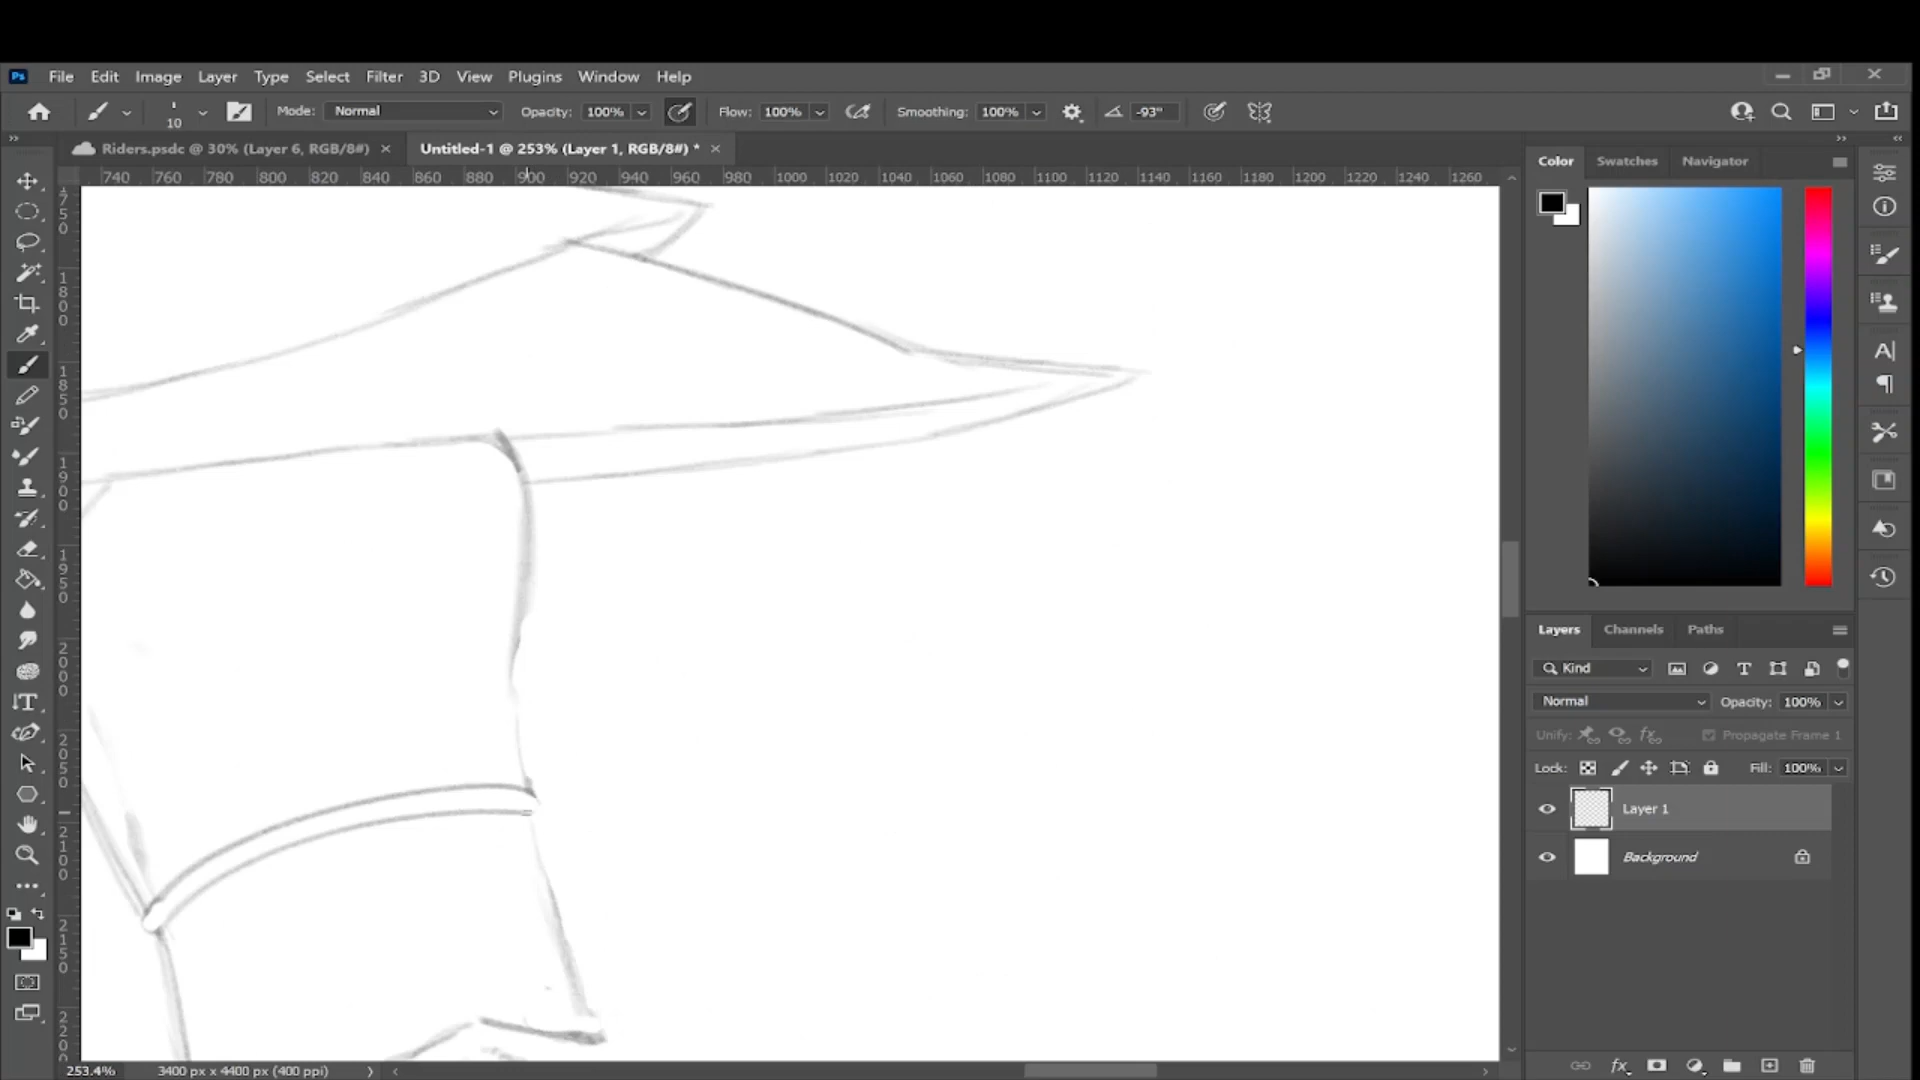 Ps File Edit Image Layer Type Select Filter 3D View Plugins Window Help
10 Mode: Normal Opacity: 100% Flow: 100% Smoothing: 100% -93°
Riders.psdc @ 30% (Layer 6, RGB/8#) × Untitled-1 @ 253% (Layer 1, RGB/8#) * ×
740 760 780 800 820 840 860 880 900 920 940 960 980 1000 1020 1040 1060 1080 1100 1120 1140 1160 1180 1200 1220 1240 1260
1750
1800
1850
1900
1950
2000
2050
2100
2150
2200
Color Swatches Navigator
Layers Channels Paths
Kind
Normal Opacity: 100%
Unify: Propagate Frame 1
Lock: Fill: 100%
Layer 1
Background
253.4% 3400 px x 4400 px (400 ppi)